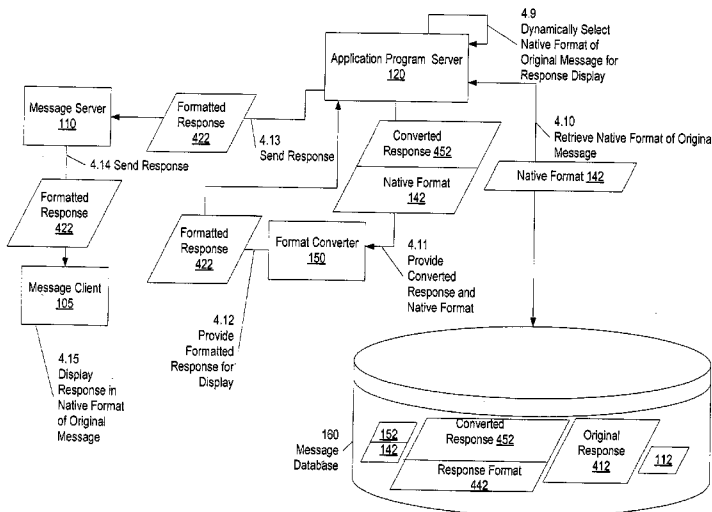 4.9
Dynamically Select
Native Format of
Original Message for
Response Display
Application Program Server
120
Message Server
110
Formatted
Response
422
4.13
Send Response
4.10
Retrieve Native Format of Origina
Message
4.14 Send Response
Converted
Response 452
Native Format
142
Native Format 142
Formatted
Response
422
Formatted
Response
422
Format Converter
150
4.11
Provide
Converted
Response and
Native Format
Message Client
105
4.12
Provide
Formatted
Response for
Display
4.15
Display
Response in
Native Format
of Original
Message
160
Message
Database
152
142
Converted
Response 452
Response Format
442
Original
Response
412
112